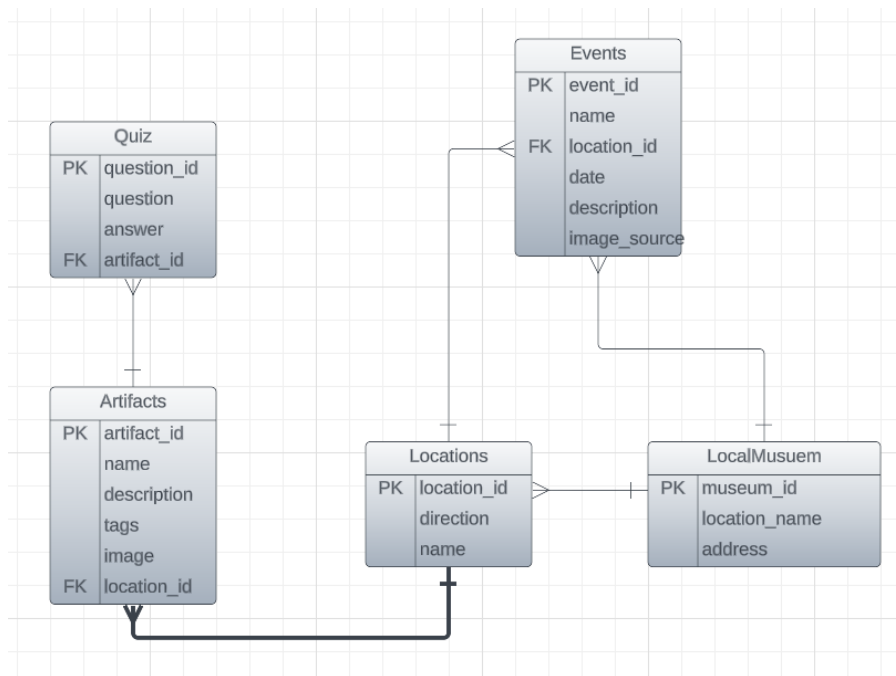 Events
PK event_id
name
FK location_id
date
description
image_source
Quiz
PK question_id
question
answer
FK artifact_id
Artifacts
PK artifact_id
name
description
tags
image
FK location_id
Locations
PK location_id
direction
name
LocalMusuem
PK museum_id
location_name
address